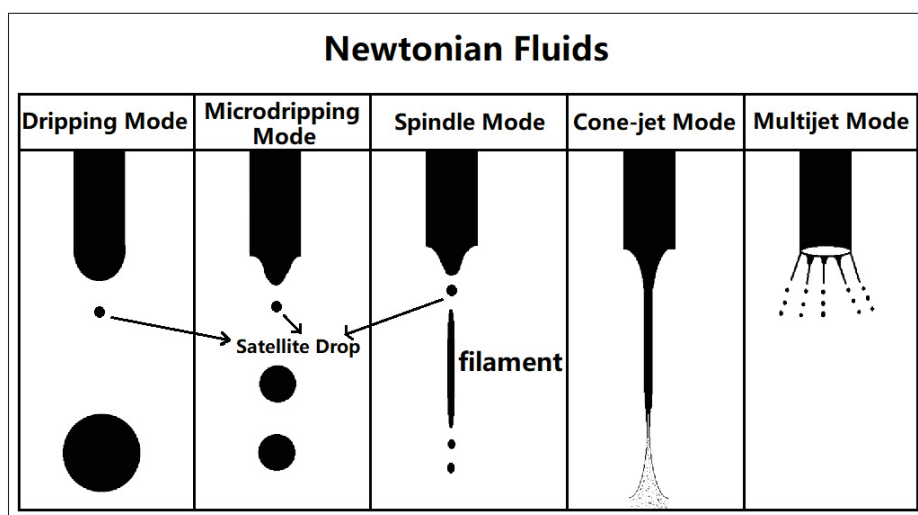 Newtonian Fluids
Dripping Mode
Microdripping
Mode
Spindle Mode
Cone-jet Mode
Multijet Mode
Satellite Drop
filament